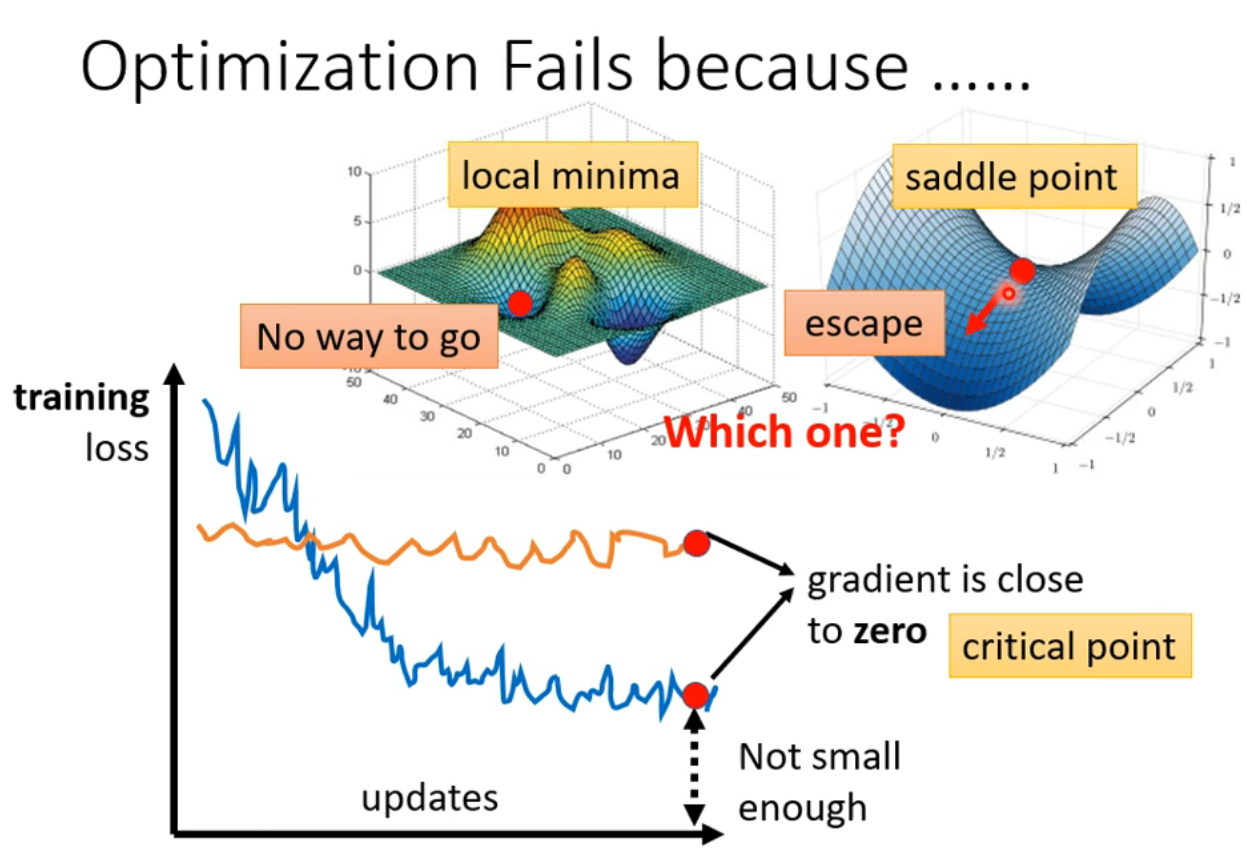 Optimization Fails because ……
local minima
saddle point
10
5
0
No way to go
escape
50
40
30
20
10
0
0
10
20
30
40
50
Which one?
1
1/2
0
−1/2
−1
−1
−1/2
0
1/2
1
1
1/2
0
−1/2
−1
training
loss
gradient is close
to zero
critical point
Not small
enough
updates